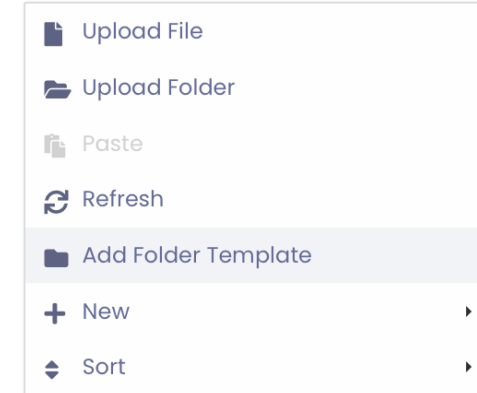 Upload File
Upload Folder
Paste
Refresh
Add Folder Template
New
Sort